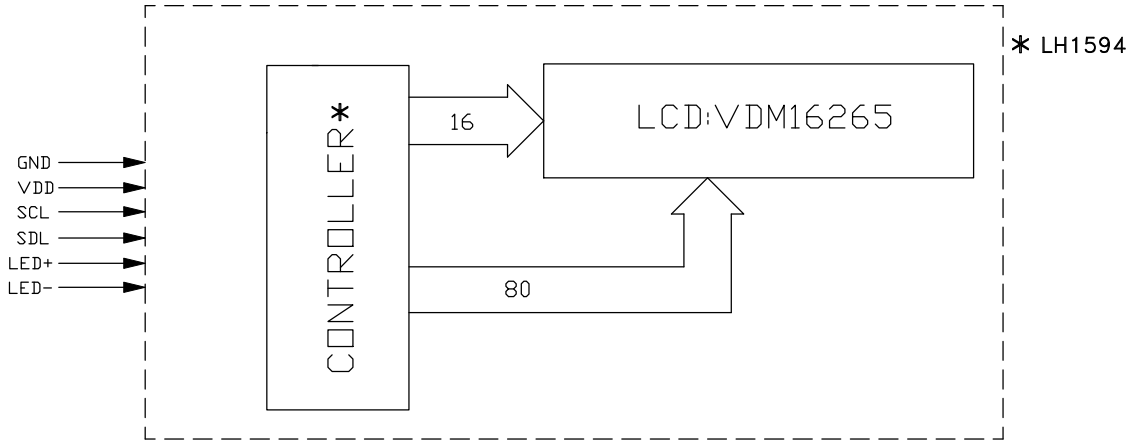 * LH1594
LCD:VDM16265
CONTROLLER*
16
80
GND
VDD
SCL
SDL
LED+
LED-